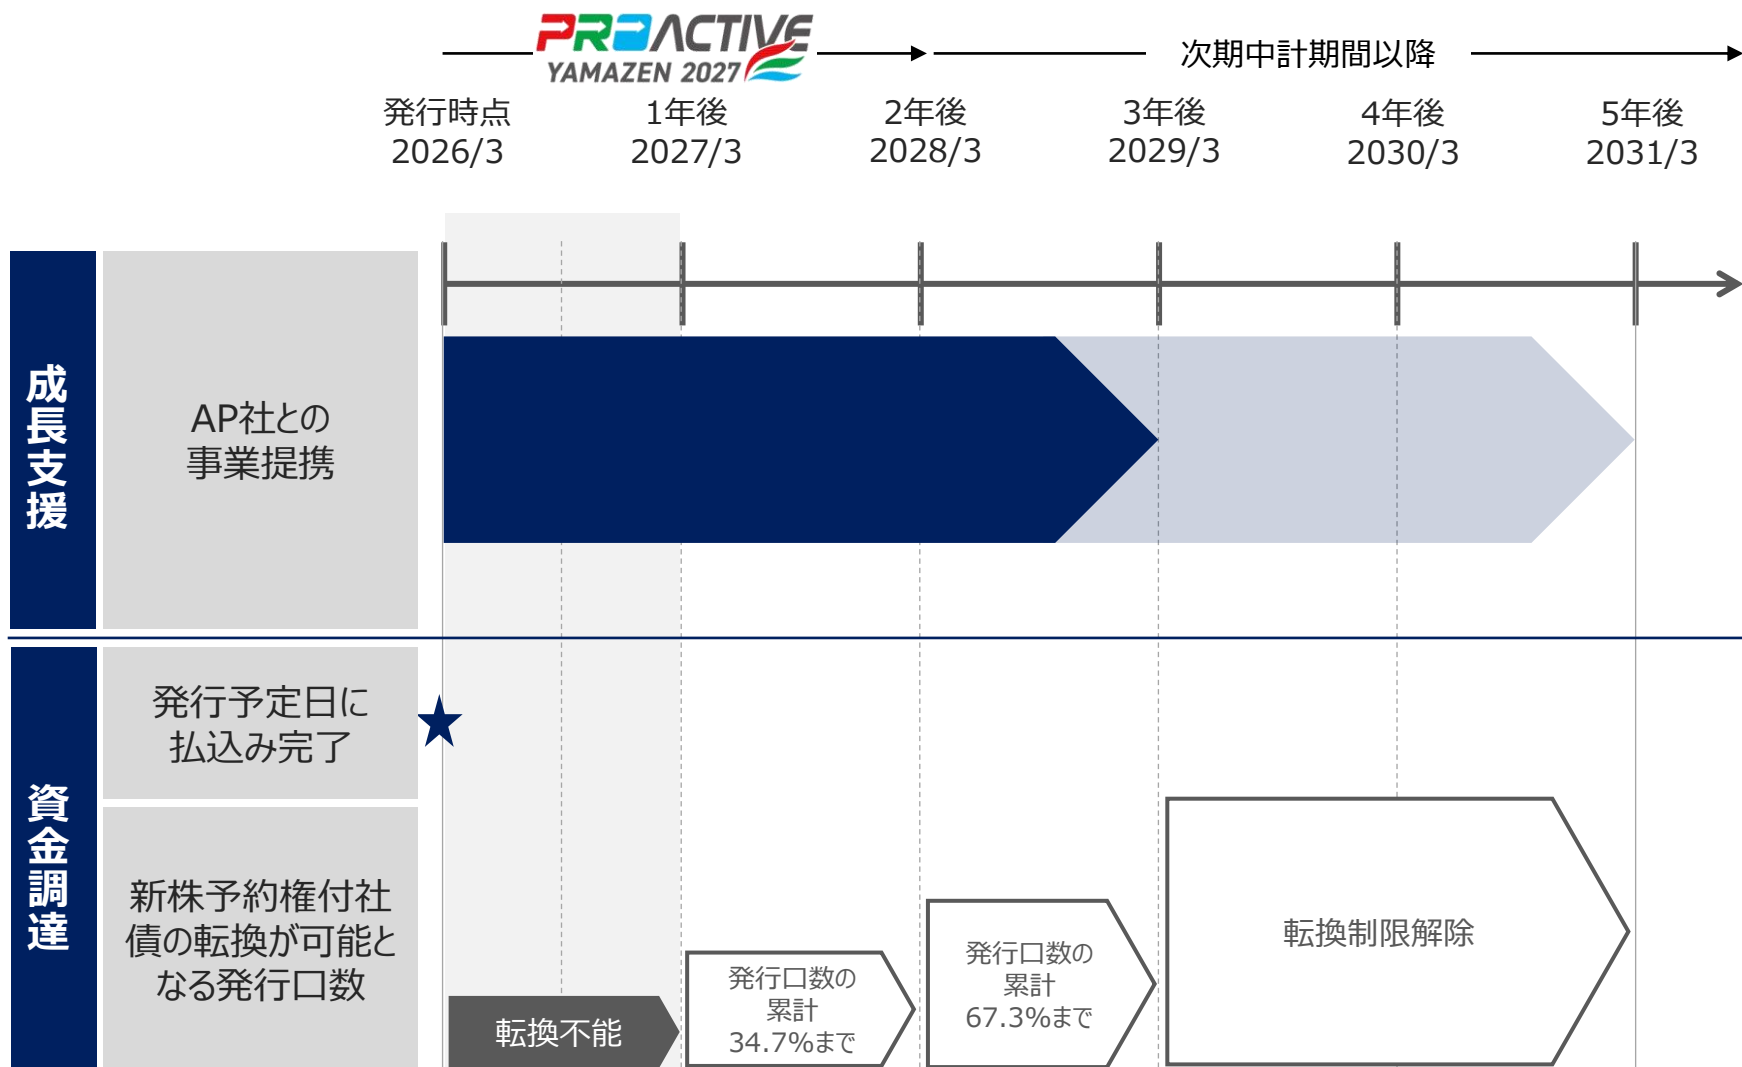 PROACTIVE
YAMAZEN 2027
次期中計期間以降
発行時点
2026/3
1年後
2027/3
2年後
2028/3
3年後
2029/3
4年後
2030/3
5年後
2031/3
成長支援
AP社との
事業提携
資金調達
発行予定日に
払込み完了
新株予約権付社
債の転換が可能と
なる発行口数
転換不能
発行口数の
累計
34.7%まで
発行口数の
累計
67.3%まで
転換制限解除